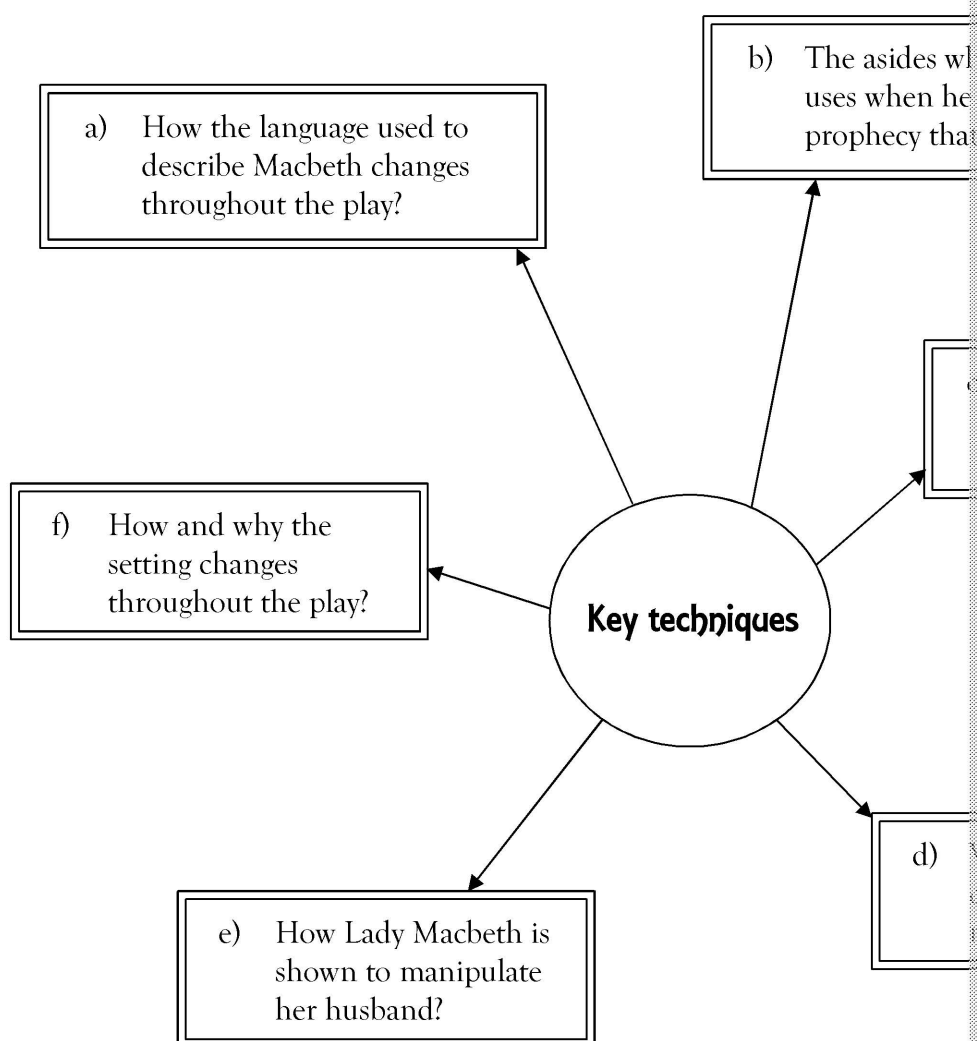 a) How the language used to
describe Macbeth changes
throughout the play?
b) The asides
uses when he
prophecy
f) How and why the
setting changes
throughout the play?
Key techniques
d)
e) How Lady Macbeth is
shown to manipulate
her husband?